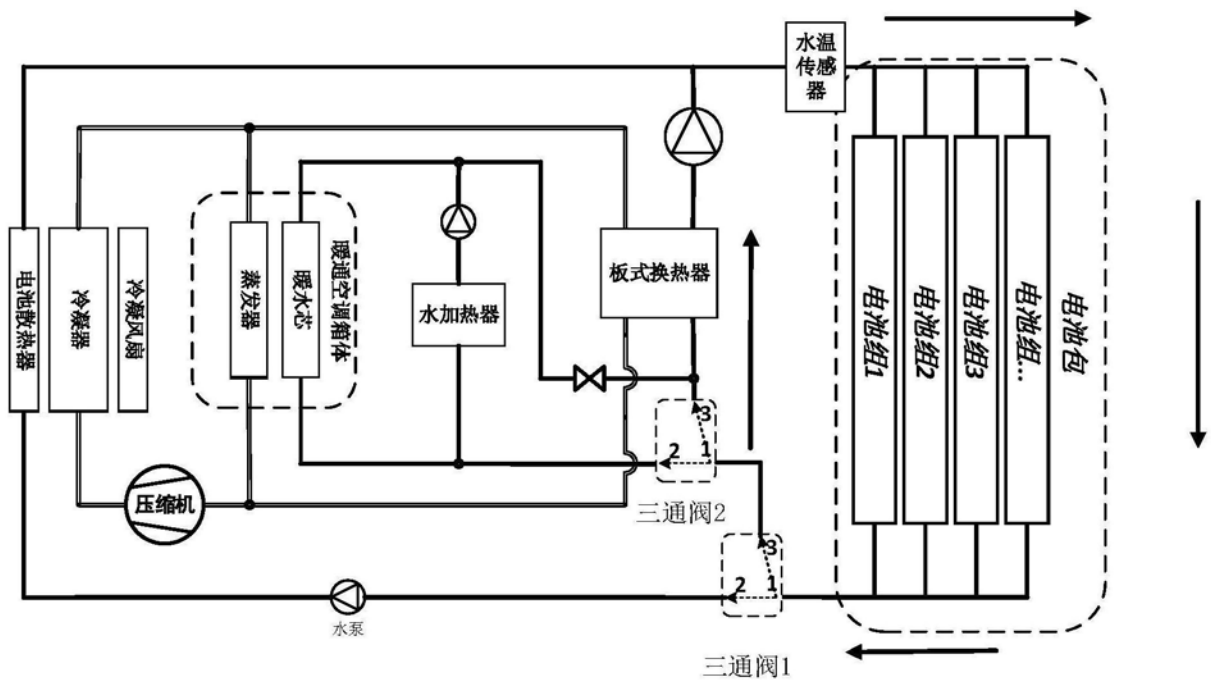 水温
传感
器
电池散热器
冷凝器
冷凝风扇
蒸发器
暖水芯
暖通空调箱体
水加热器
板式换热器
电池组1
电池组2
电池组3
电池组...
电池包
压缩机
3
2
1
三通阀2
3
2
1
水泵
三通阀1